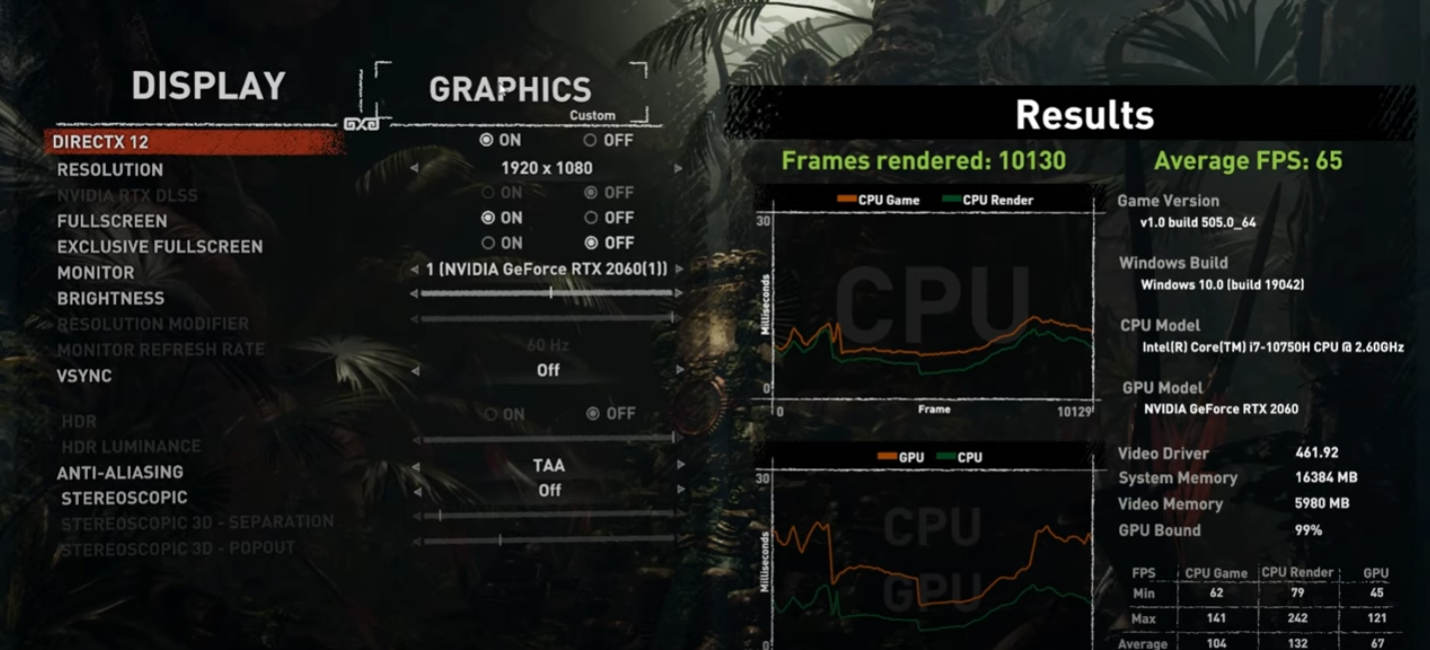 DISPLAY
GRAPHICS
Custom
DIRECTX 12 ON OFF
RESOLUTION 1920 x 1080
NVIDIA RTX DLSS ON OFF
FULLSCREEN ON OFF
EXCLUSIVE FULLSCREEN ON OFF
MONITOR 1 (NVIDIA GeForce RTX 2060(1))
BRIGHTNESS
RESOLUTION MODIFIER
MONITOR REFRESH RATE 60 Hz
VSYNC Off
HDR ON OFF
HDR LUMINANCE
ANTI-ALIASING TAA
STEREOSCOPIC Off
STEREOSCOPIC 3D - SEPARATION
STEREOSCOPIC 3D - POPOUT
Results
Frames rendered: 10130 Average FPS: 65
CPU Game CPU Render
30
CPU
Milliseconds
0
0 Frame 10129
GPU CPU
30
CPU
GPU
Milliseconds
0
Game Version
v1.0 build 505.0_64
Windows Build
Windows 10.0 (build 19042)
CPU Model
Intel(R) Core(TM) i7-10750H CPU @ 2.60GHz
GPU Model
NVIDIA GeForce RTX 2060
Video Driver 461.92
System Memory 16384 MB
Video Memory 5980 MB
GPU Bound 99%
FPS CPU Game CPU Render GPU
Min 62 79 45
Max 141 242 121
Average 104 132 67